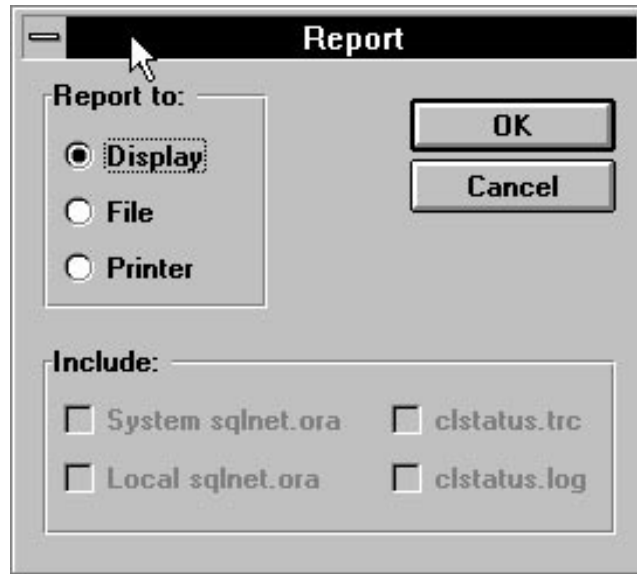 Report
Report to:
Display
File
Printer
OK
Cancel
Include:
System sqlnet.ora
clstatus.trc
Local sqlnet.ora
clstatus.log